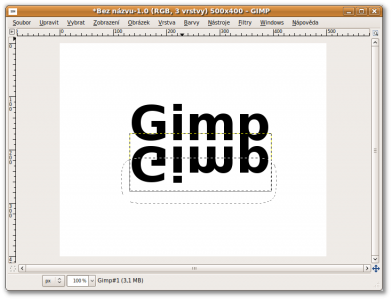 *Bez názvu-1.0 (RGB, 3 vrstvy) 500x400 – GIMP
Soubor Upravit Vybrat Zobrazení Obrázek Vrstva Barvy Nástroje Filtry Windows Nápověda
0 100 200 300 400 500
Gimp
Gimp
px 100 % Gimp#1 (3,1 MB)